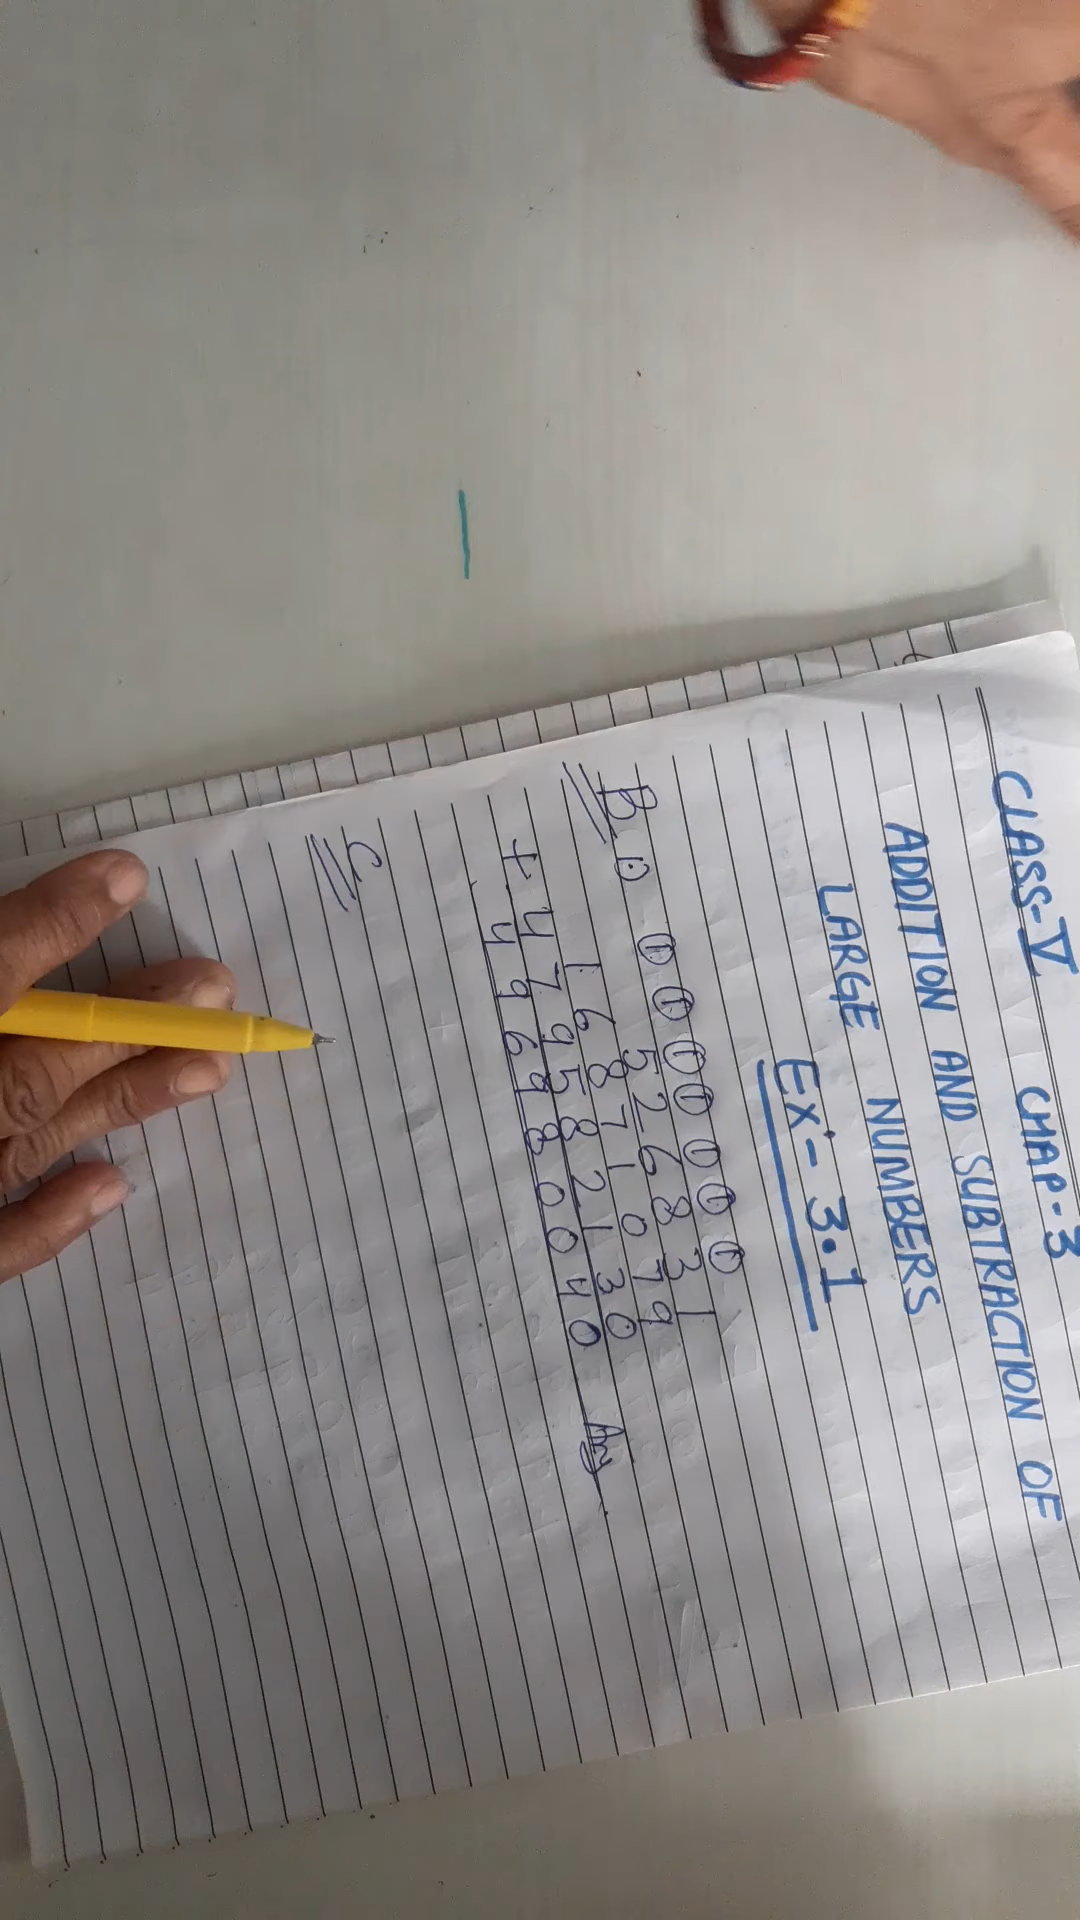 CLASS-V CHAP-3
ADDITION AND SUBTRACTION OF
LARGE NUMBERS
EX-3.1
① ① ① ① ① ① ①
B. 1) 5 2 6 8 3 1
1 6 8 7 1 0 7 9
+ 4 7 9 5 8 2 1 3 0
4 9 6 9 8 0 0 4 0 Ans
C